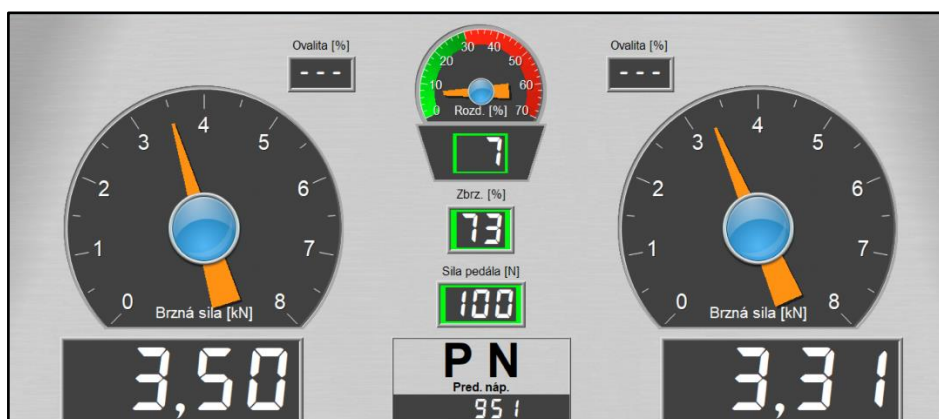 Ovalita [%]
- - -
0 10 20 30 40 50 60 70
Rozd. [%]
7
Ovalita [%]
- - -
0 1 2 3 4 5 6 7 8
Brzná sila [kN]
3,50
Zbrz. [%]
73
Sila pedála [N]
100
P N
Pred. náp.
951
0 1 2 3 4 5 6 7 8
Brzná sila [kN]
3,31